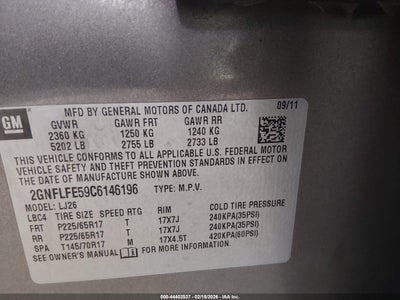 GM
MFD BY GENERAL MOTORS OF CANADA LTD.
09/11
GVWR GAWR FRT GAWR RR
2360 KG 1250 KG 1240 KG
5202 LB 2755 LB 2733 LB
THIS VEHICLE CONFORMS TO ALL APPLICABLE U.S. FEDERAL MOTOR
VEHICLE SAFETY AND THEFT PREVENTION STANDARDS IN EFFECT
ON THE DATE OF MANUFACTURE SHOWN ABOVE.
2GNFLFE59C6146196 TYPE: M.P.V.
MODEL: LJ26
LBC4 TIRE SIZE SPEED RTG RIM COLD TIRE PRESSURE
FRT P225/65R17 17X7J 240KPA(35PSI)
RR P225/65R17 17X7J 240KPA(35PSI)
T145/70R17 M 17X4.5T 420KPA(60PSI)
SEE OWNER'S MANUAL FOR MORE INFORMATION.
000-44402537 - 02/18/2026 - IAAI.com